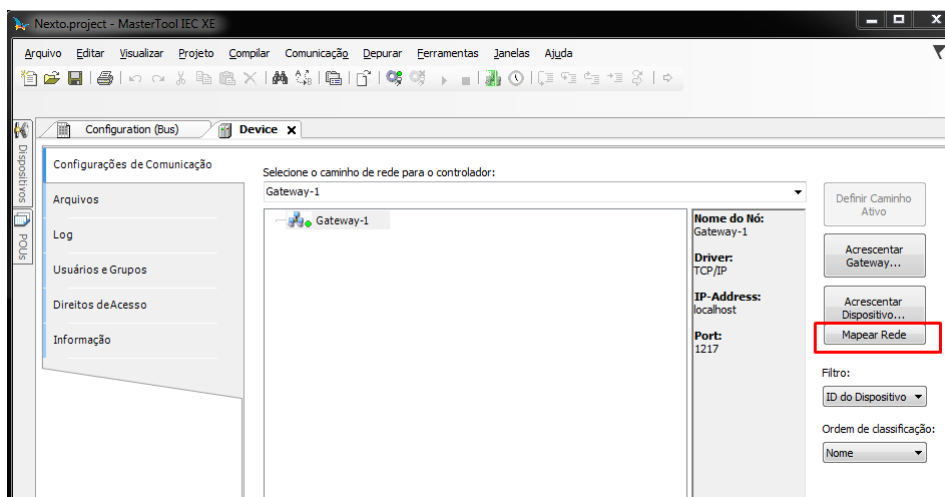 Nexto.project - MasterTool IEC XE
Arquivo Editar Visualizar Projeto Compilar Comunicação Depurar Ferramentas Janelas Ajuda
Configuration (Bus) Device X
Dispositivos
POUs
Configurações de Comunicação
Arquivos
Log
Usuários e Grupos
Direitos deAcesso
Informação
Selecione o caminho de rede para o controlador:
Gateway-1
Gateway-1
Nome do Nó:
Gateway-1
Driver:
TCP/IP
IP-Address:
localhost
Port:
1217
Definir Caminho
Ativo
Acrescentar
Gateway...
Acrescentar
Dispositivo...
Mapear Rede
Filtro:
ID do Dispositivo
Ordem de classificação:
Nome